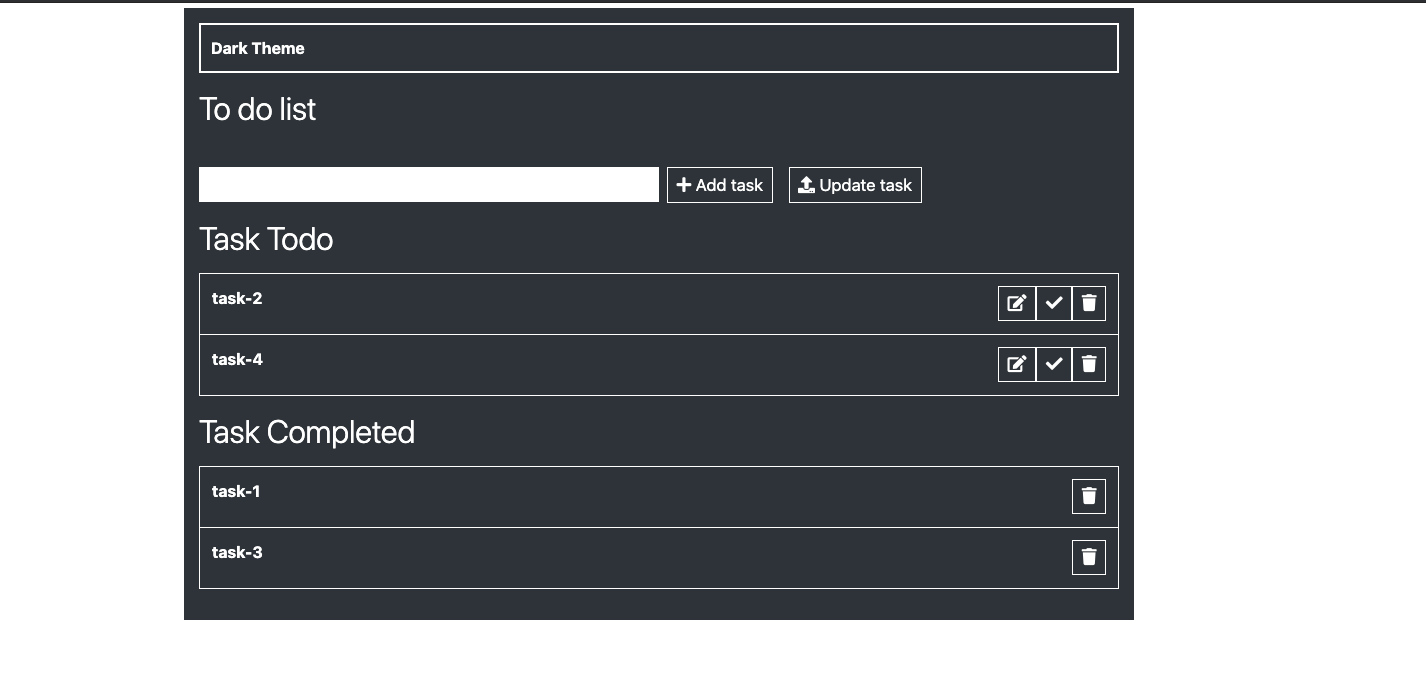 Dark Theme
To do list
Add task Update task
Task Todo
task-2
task-4
Task Completed
task-1
task-3